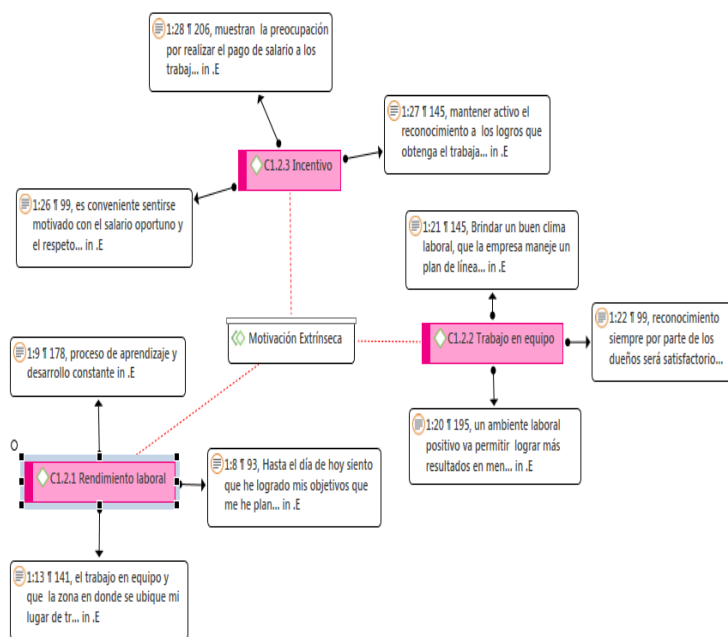 1:28 ¶ 206, muestran la preocupación
por realizar el pago de salario a los
trabaj... in .E
1:27 ¶ 145, mantener activo el
reconocimiento a los logros que
obtenga el trabaja... in .E
C1.2.3 Incentivo
1:26 ¶ 99, es conveniente sentirse
motivado con el salario oportuno y
el respeto... in .E
1:21 ¶ 145, Brindar un buen clima
laboral, que la empresa maneje un
plan de línea... in .E
1:22 ¶ 99, reconocimiento
siempre por parte de los
dueños será satisfactorio...
Motivación Extrínseca
C1.2.2 Trabajo en equipo
1:9 ¶ 178, proceso de aprendizaje y
desarrollo constante in .E
1:20 ¶ 195, un ambiente laboral
positivo va permitir lograr más
resultados en men... in .E
C1.2.1 Rendimiento laboral
1:8 ¶ 93, Hasta el día de hoy siento
que he logrado mis objetivos que
me he plan... in .E
1:13 ¶ 141, el trabajo en equipo y
que la zona en donde se ubique mi
lugar de tr... in .E